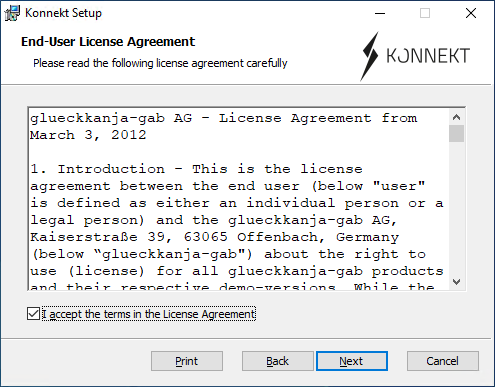 Konnekt Setup
End-User License Agreement
Please read the following license agreement carefully
KONNEKT
glueckkanja-gab AG - License Agreement from
March 3, 2012
1. Introduction - This is the license
agreement between the end user (below "user"
is defined as either an individual person or a
legal person) and the glueckkanja-gab AG,
Kaiserstraße 39, 63065 Offenbach, Germany
(below “glueckkanja-gab") about the right to
use (license) for all glueckkanja-gab products
and their respective demo-versions. While the
I accept the terms in the License Agreement
Print
Back
Next
Cancel